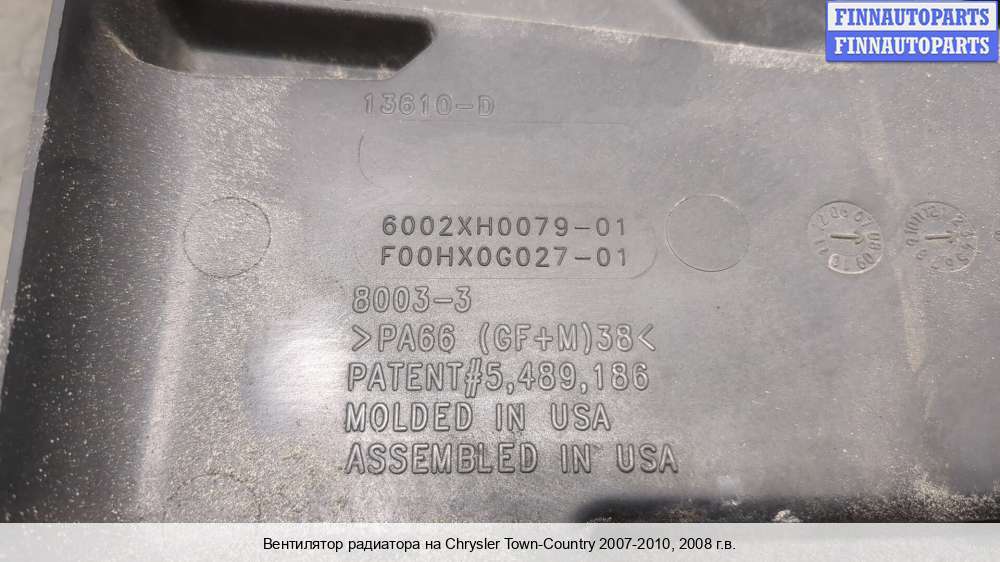 FINNAUTOPARTS
FINNAUTOPARTS
13610-D
6002XH0079-01
F00HX0G027-01
8003-3
>PA66 (GF+M)38<
PATENT#5,489,186
MOLDED IN USA
ASSEMBLED IN USA
Вентилятор радиатора на Chrysler Town-Country 2007-2010, 2008 г.в.